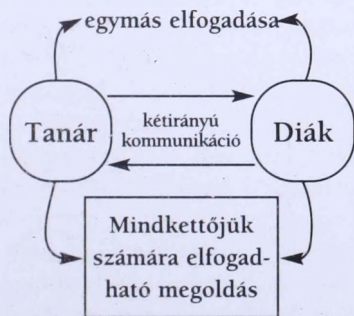 egymás elfogadása
Tanár
kétirányú
kommunikáció
Diák
Mindkettőjük
számára elfogad-
ható megoldás